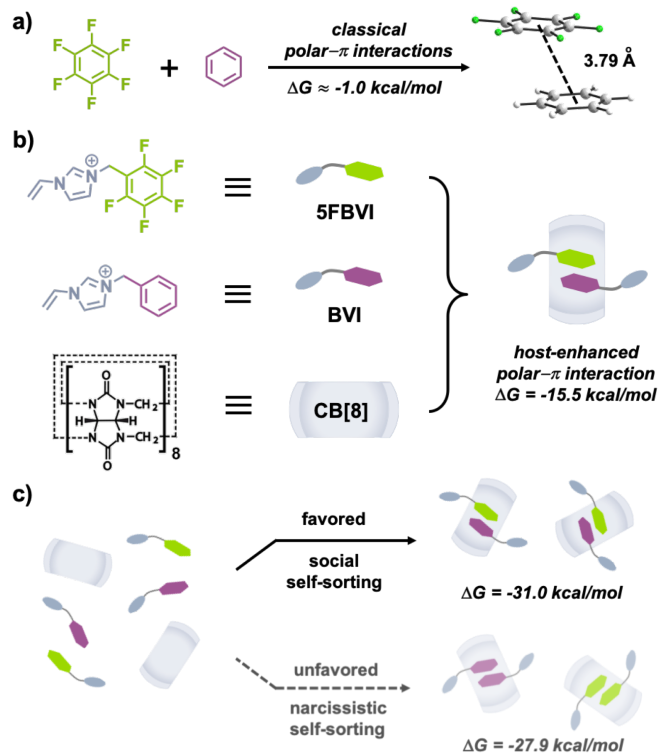 a)
F
F
F
F
F
F
+
classical
polar–π interactions
ΔG ≈ -1.0 kcal/mol
3.79 Å
b)
+
F
F
N
N
F
F
F
≡
5FBVI
+
N
N
≡
BVI
host-enhanced
polar–π interaction
ΔG = -15.5 kcal/mol
O
N
N–CH₂
H
H
N
N–CH₂
O
8
≡
CB[8]
c)
favored
social
self-sorting
ΔG = -31.0 kcal/mol
unfavored
narcissistic
self-sorting
ΔG = -27.9 kcal/mol